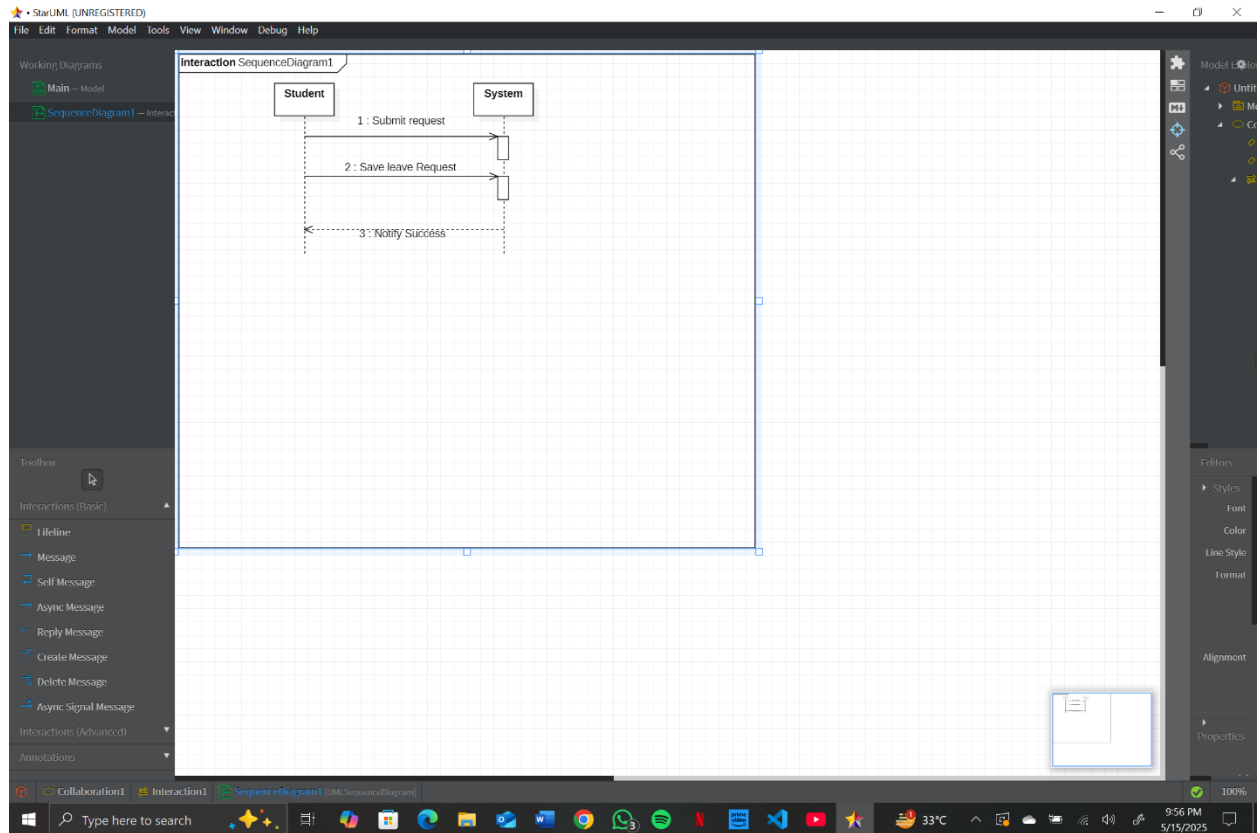 • StarUML (UNREGISTERED)
File Edit Format Model Tools View Window Debug Help
Working Diagrams
Main — Model
SequenceDiagram1 — Interac
interaction SequenceDiagram1
Student
System
1 : Submit request
2 : Save leave Request
3 : Notify Success
Toolbox
Interactions (Basic)
Lifeline
Message
Self Message
Async Message
Reply Message
Create Message
Delete Message
Async Signal Message
Interactions (Advanced)
Annotations
Model
Untit
Mo
Co
Editors
Styles
Font
Color
Line Style
Format
Alignment
Properties
Collaboration1 Interaction1 SequenceDiagram1 [UMLSequenceDiagram]
100%
Type here to search
33°C
9:56 PM
5/15/2025